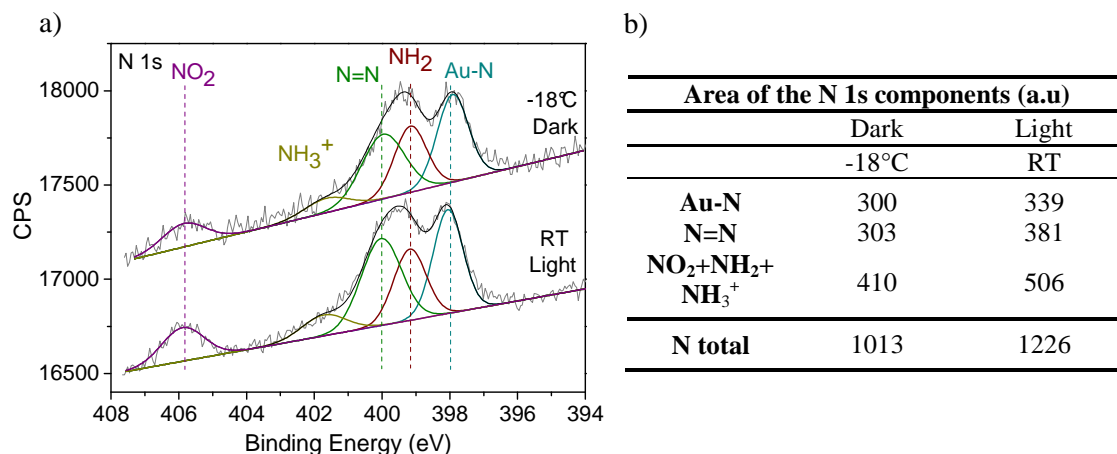 a)
b)
N 1s
NO2
NH3+
N=N
NH2
Au-N
-18°C
Dark
RT
Light
18000
17500
17000
16500
CPS
408 406 404 402 400 398 396 394
Binding Energy (eV)
Area of the N 1s components (a.u)
Dark Light
-18°C RT
Au-N 300 339
N=N 303 381
NO2+NH2+
NH3+ 410 506
N total 1013 1226